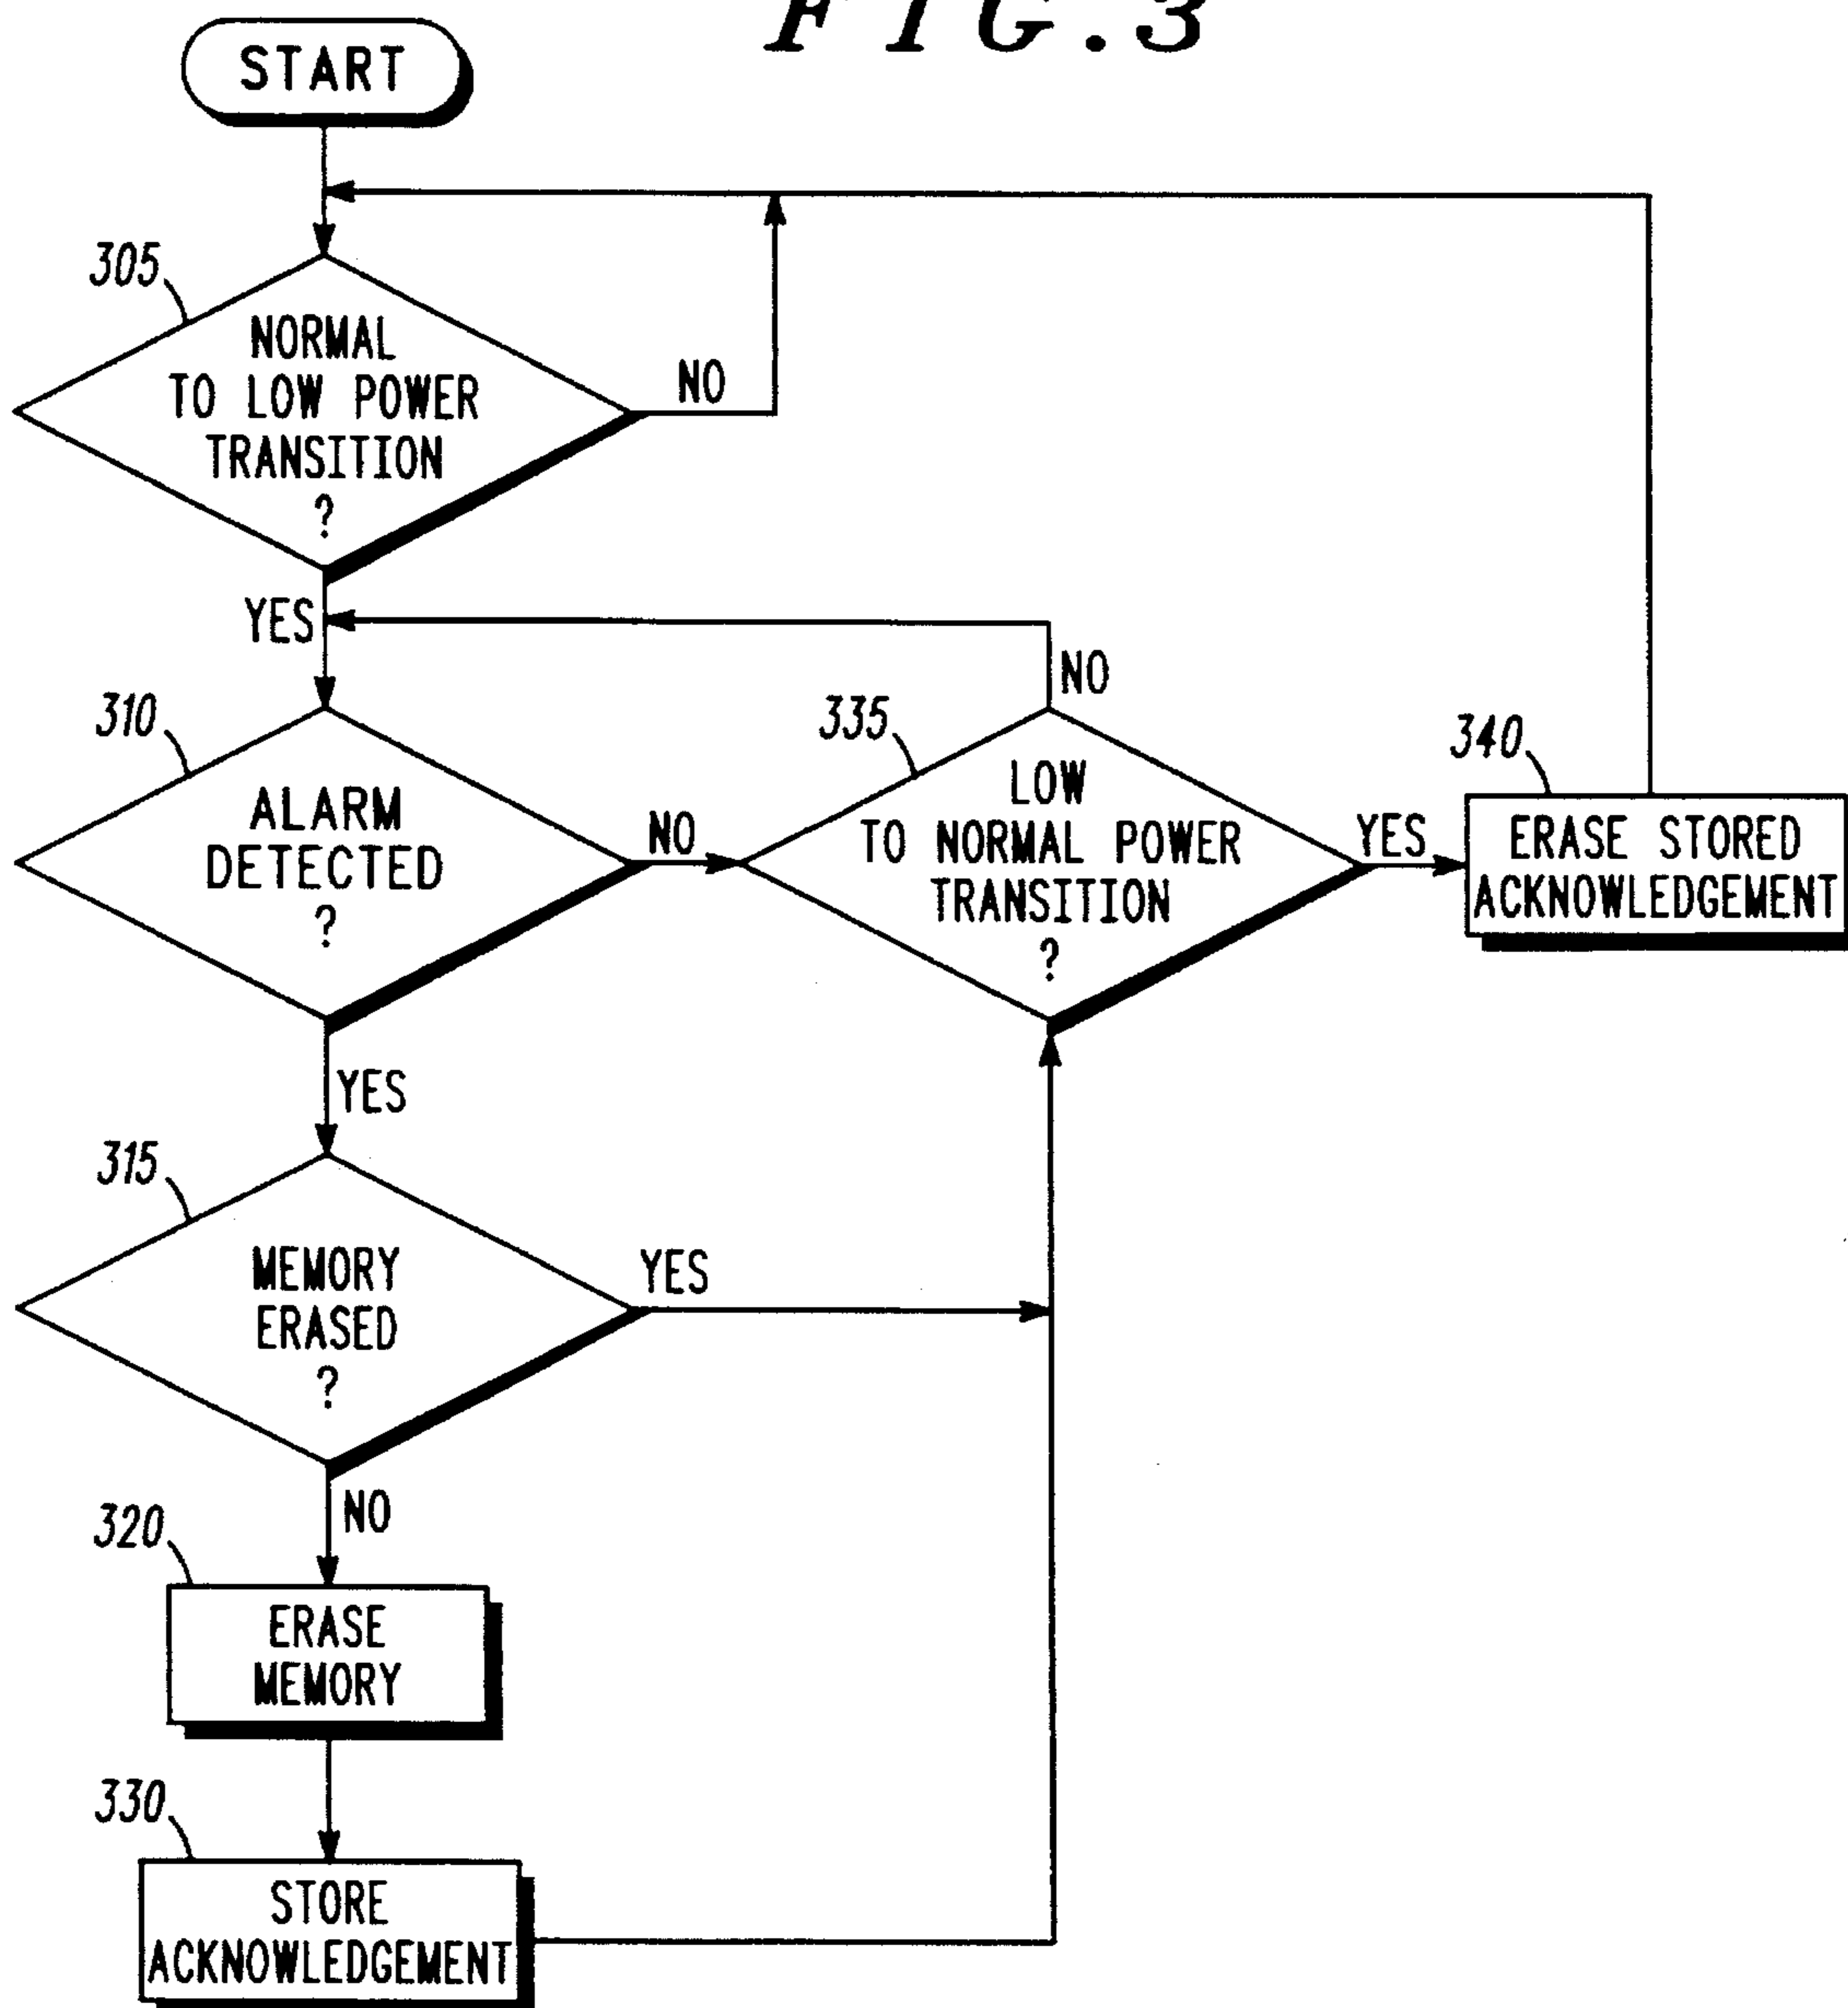 FIG.3
START
305
NORMAL
TO LOW POWER
TRANSITION
?
NO
YES
310
ALARM
DETECTED
?
NO
335
LOW
TO NORMAL POWER
TRANSITION
?
NO
YES
340
ERASE STORED
ACKNOWLEDGEMENT
YES
315
MEMORY
ERASED
?
YES
NO
320
ERASE
MEMORY
330
STORE
ACKNOWLEDGEMENT